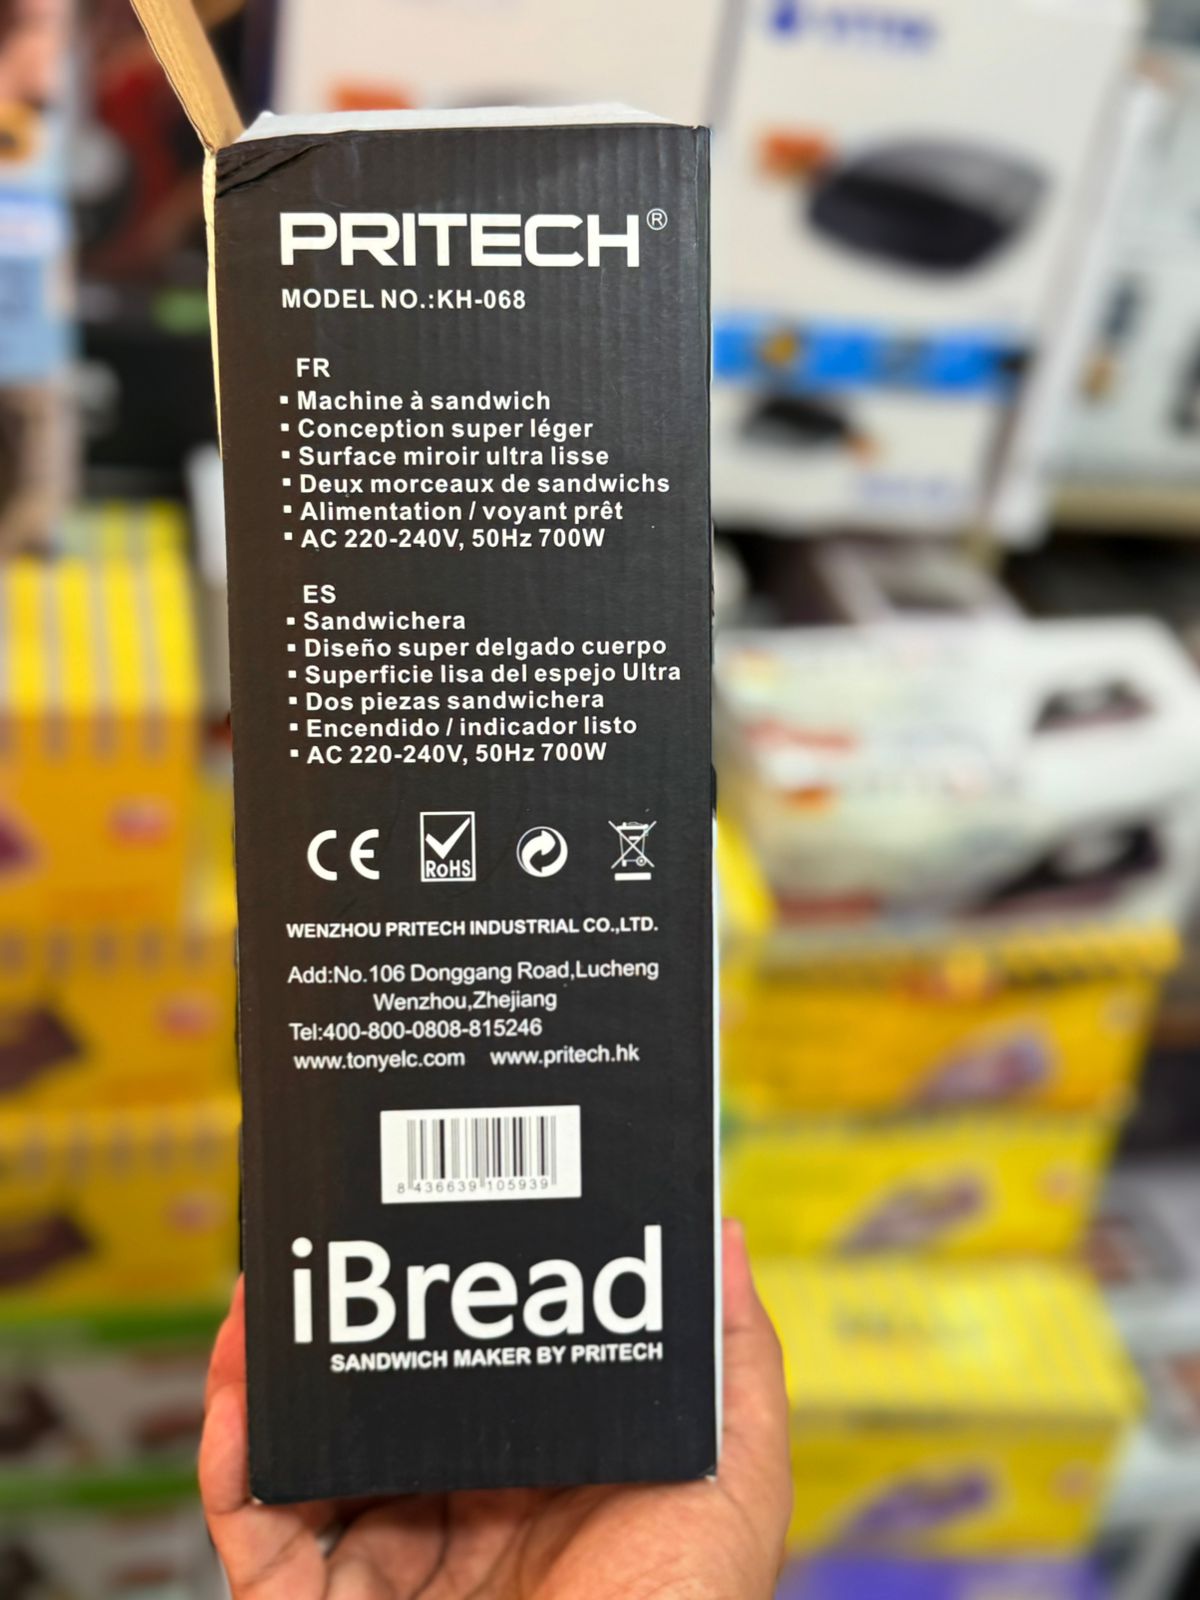 PRITECH®
MODEL NO.:KH-068
FR
▪ Machine à sandwich
▪ Conception super léger
▪ Surface miroir ultra lisse
▪ Deux morceaux de sandwichs
▪ Alimentation / voyant prêt
▪ AC 220-240V, 50Hz 700W
ES
▪ Sandwichera
▪ Diseño super delgado cuerpo
▪ Superficie lisa del espejo Ultra
▪ Dos piezas sandwichera
▪ Encendido / indicador listo
▪ AC 220-240V, 50Hz 700W
CE RoHS
WENZHOU PRITECH INDUSTRIAL CO.,LTD.
Add:No.106 Donggang Road,Lucheng
Wenzhou,Zhejiang
Tel:400-800-0808-815246
www.tonyelc.com www.pritech.hk
8 436639 105939
iBread
SANDWICH MAKER BY PRITECH